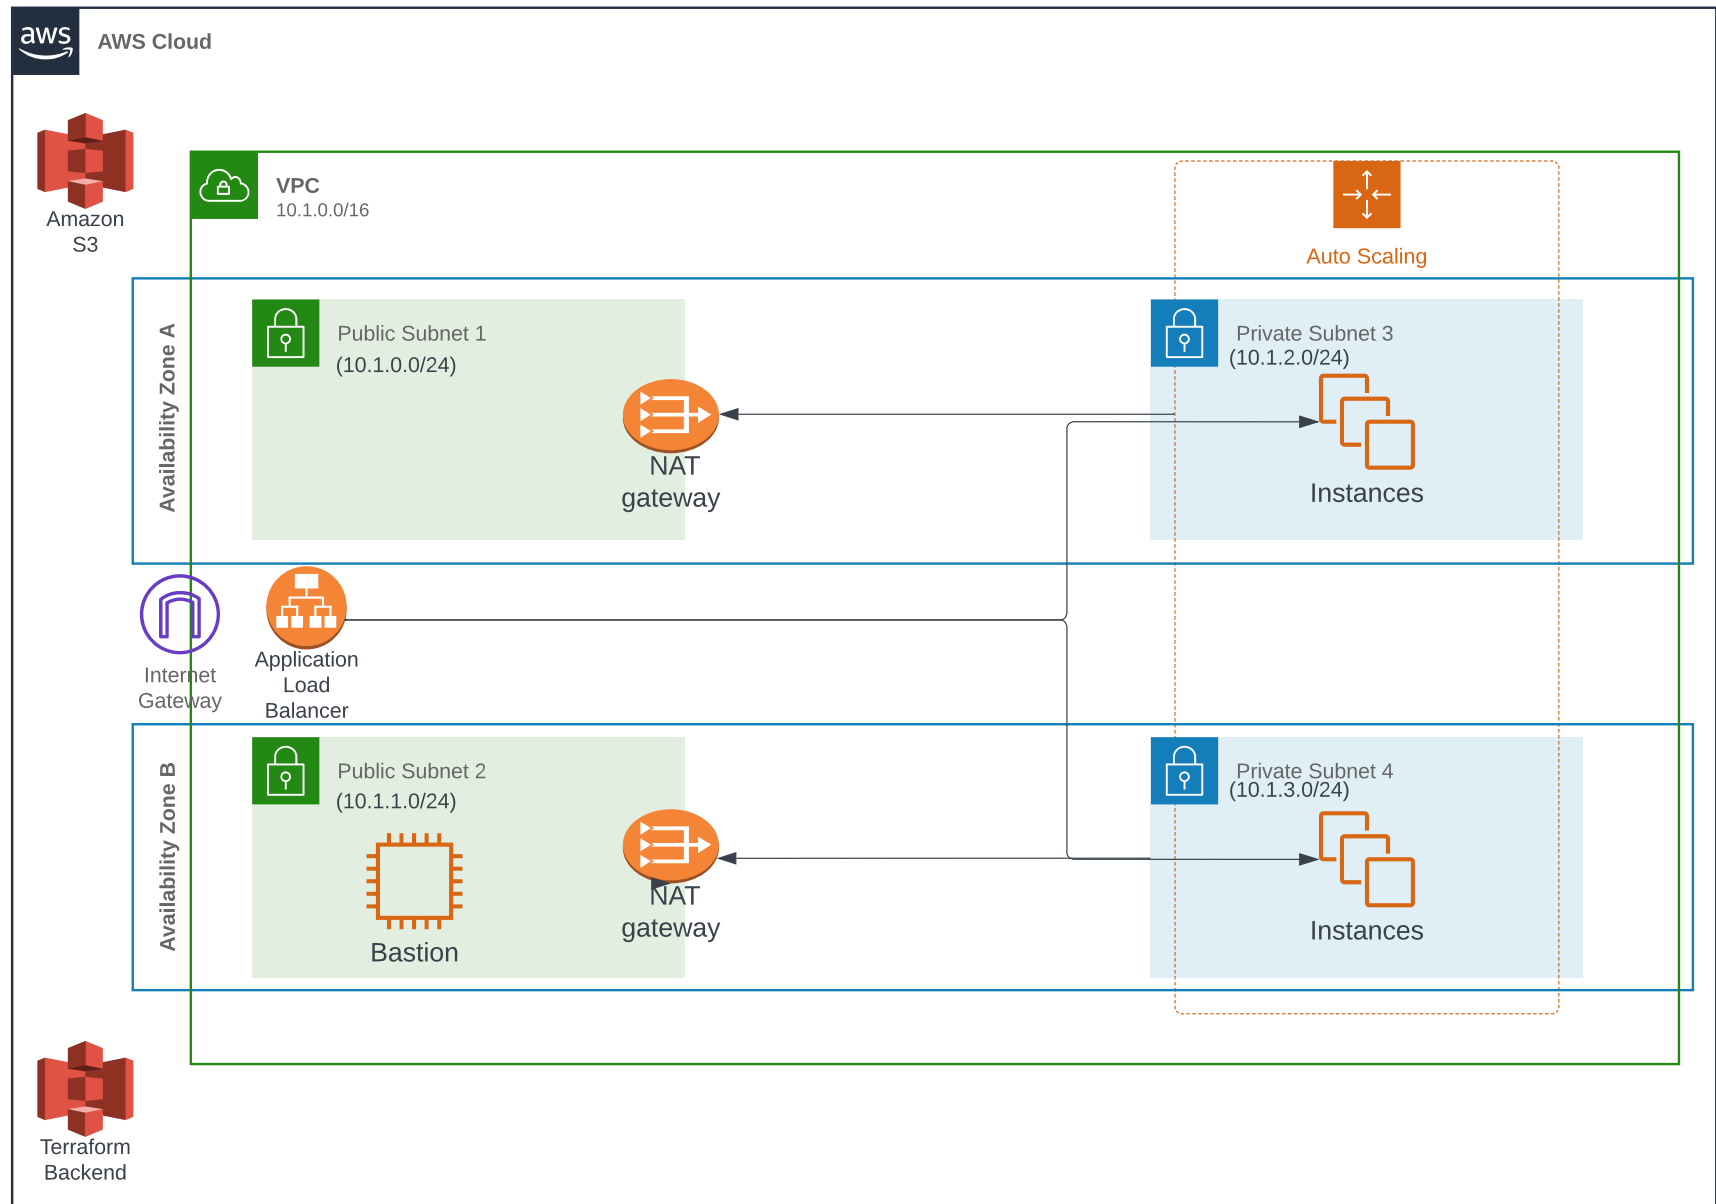 aws
AWS Cloud
Amazon
S3
VPC
10.1.0.0/16
Auto Scaling
Availability Zone A
Public Subnet 1
(10.1.0.0/24)
NAT
gateway
Private Subnet 3
(10.1.2.0/24)
Instances
Internet
Gateway
Application
Load
Balancer
Availability Zone B
Public Subnet 2
(10.1.1.0/24)
Bastion
NAT
gateway
Private Subnet 4
(10.1.3.0/24)
Instances
Terraform
Backend